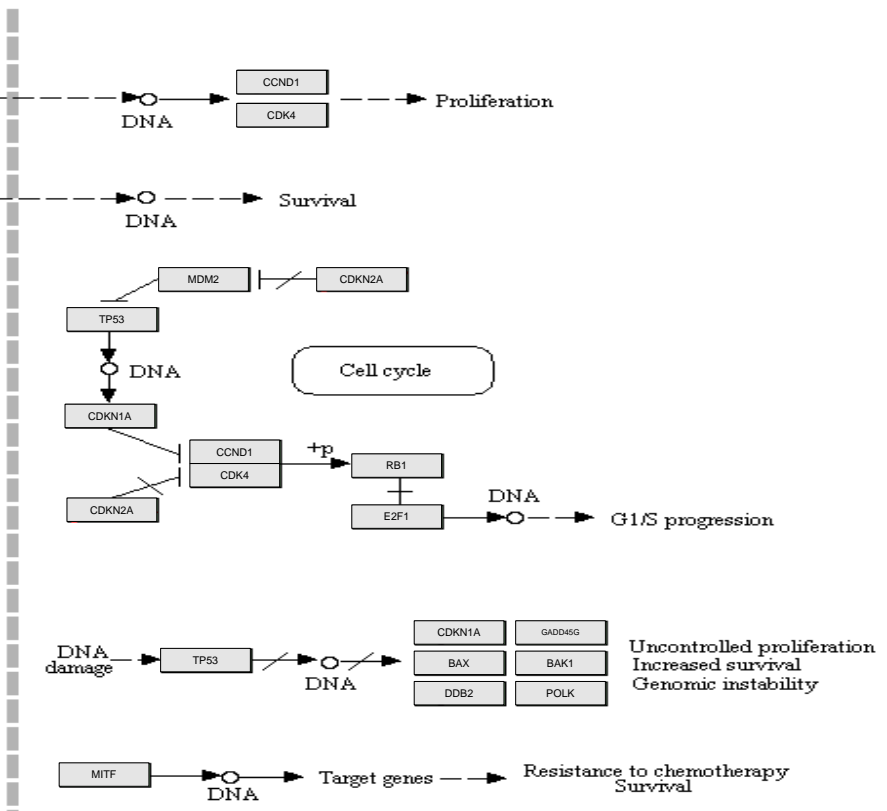 CCND1
CDK4
Proliferation
DNA
Survival
DNA
MDM2
CDKN2A
TP53
DNA
Cell cycle
CDKN1A
CCND1
CDK4
+p
RB1
CDKN2A
E2F1
DNA
G1/S progression
DNA
damage
TP53
DNA
CDKN1A
GADD45G
BAX
BAK1
DDB2
POLK
Uncontrolled proliferation
Increased survival
Genomic instability
MITF
DNA
Target genes
Resistance to chemotherapy
Survival